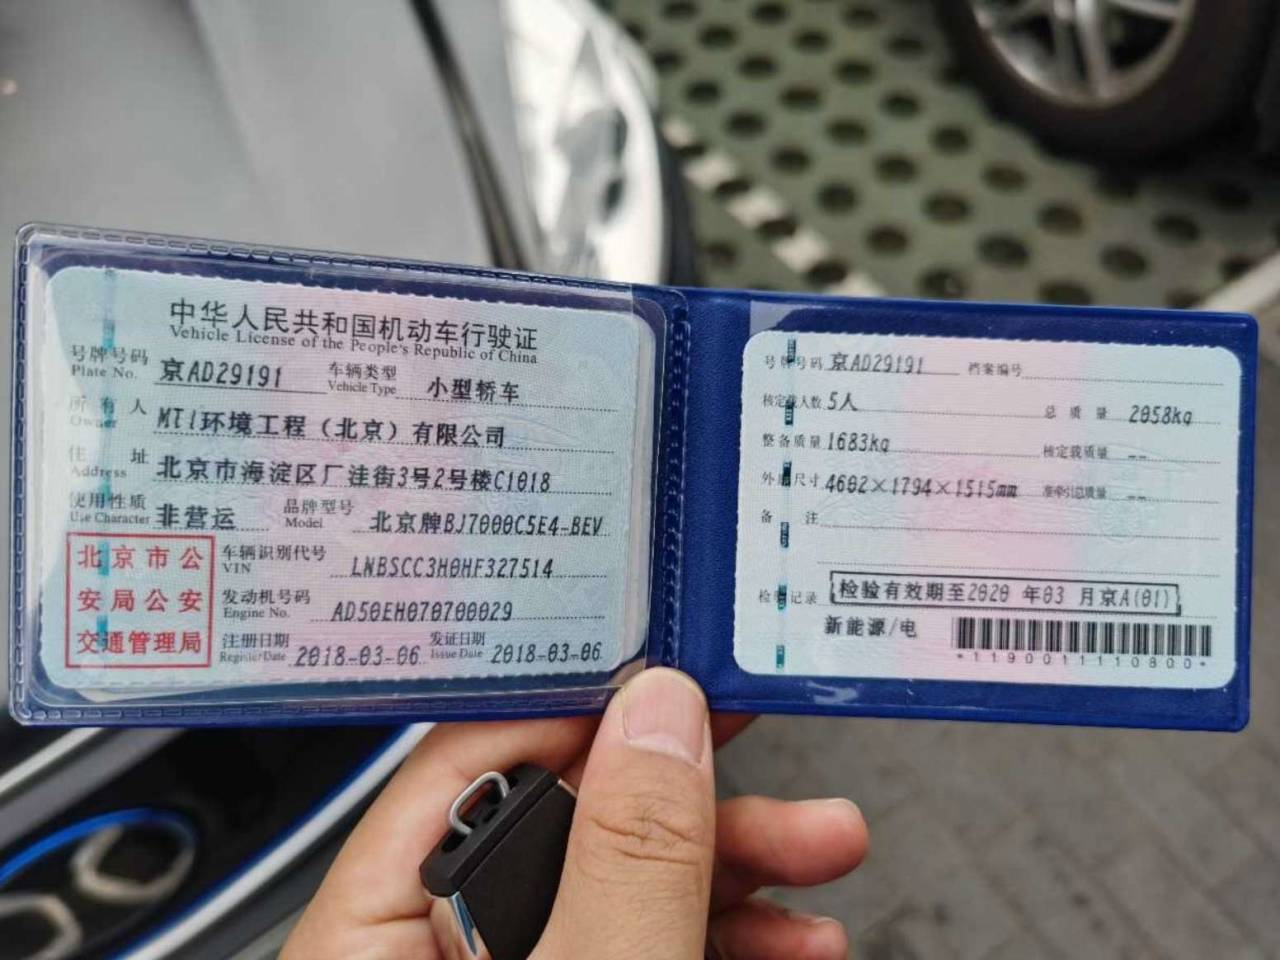 中华人民共和国机动车行驶证
Vehicle License of the People's Republic of China
号牌号码 京AD29191 车辆类型 小型轿车
Plate No. Vehicle Type
所有人 MTI环境工程（北京）有限公司
Owner
住址 北京市海淀区厂洼街3号2号楼C1018
Address
使用性质 非营运 品牌型号 北京牌BJ7000C5E4-BEV
Use Character Model
北京市公
安局公安
交通管理局
车辆识别代号 LNBSCC3H0HF327514
VIN
发动机号码 AD50EH070700029
Engine No.
注册日期 2018-03-06 发证日期 2018-03-06
Register Date Issue Date
号牌号码 京AD29191 档案编号
核定载人数 5人 总质量 2058kg
整备质量 1683kg 核定载质量 --
外廓尺寸 4602×1794×1515mm 准牵引总质量 --
备注
检验记录 检验有效期至2020年03月京A(01)
新能源/电
*1190011110800*